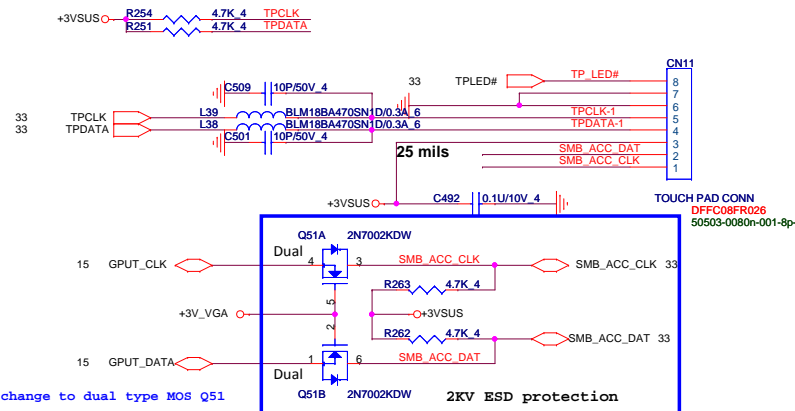 R254 4.7K_4 TPCLK
+3VSUS
R251 4.7K_4 TPDATA
CN11
C509 10P/50V_4
33 TPLED# TP_LED# 8
7
6
33 TPCLK L39 BLM18BA470SN1D/0.3A_6 TPCLK-1 5
33 TPDATA L38 BLM18BA470SN1D/0.3A_6 TPDATA-1 4
C501 10P/50V_4
25 mils
3
SMB_ACC_DAT 2
SMB_ACC_CLK 1
+3VSUS C492 0.1U/10V_4
TOUCH PAD CONN
DFFC08FR026
50503-0080n-001-8p-
Q51A 2N7002KDW
Dual
15 GPUT_CLK 4 3 SMB_ACC_CLK SMB_ACC_CLK 33
R263 4.7K_4
5
+3V_VGA +3VSUS
2
R262 4.7K_4 SMB_ACC_DAT 33
15 GPUT_DATA 1 6 SMB_ACC_DAT
Dual
Q51B 2N7002KDW
change to dual type MOS Q51
2KV ESD protection